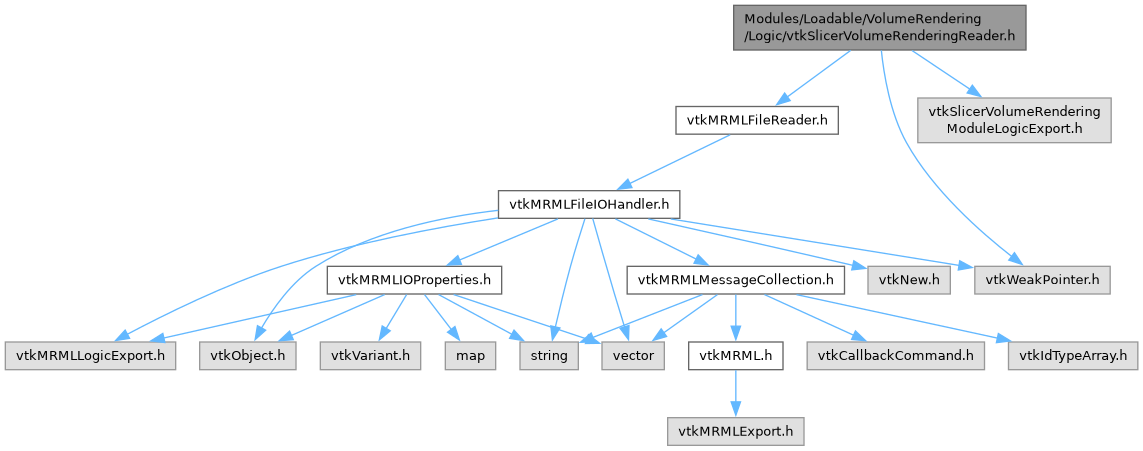 Modules/Loadable/VolumeRendering
/Logic/vtkSlicerVolumeRenderingReader.h
vtkMRMLFileReader.h
vtkSlicerVolumeRendering
ModuleLogicExport.h
vtkMRMLFileIOHandler.h
vtkMRMLIOProperties.h
vtkMRMLMessageCollection.h
vtkNew.h
vtkWeakPointer.h
vtkMRMLLogicExport.h
vtkObject.h
vtkVariant.h
map
string
vector
vtkMRML.h
vtkCallbackCommand.h
vtkIdTypeArray.h
vtkMRMLExport.h